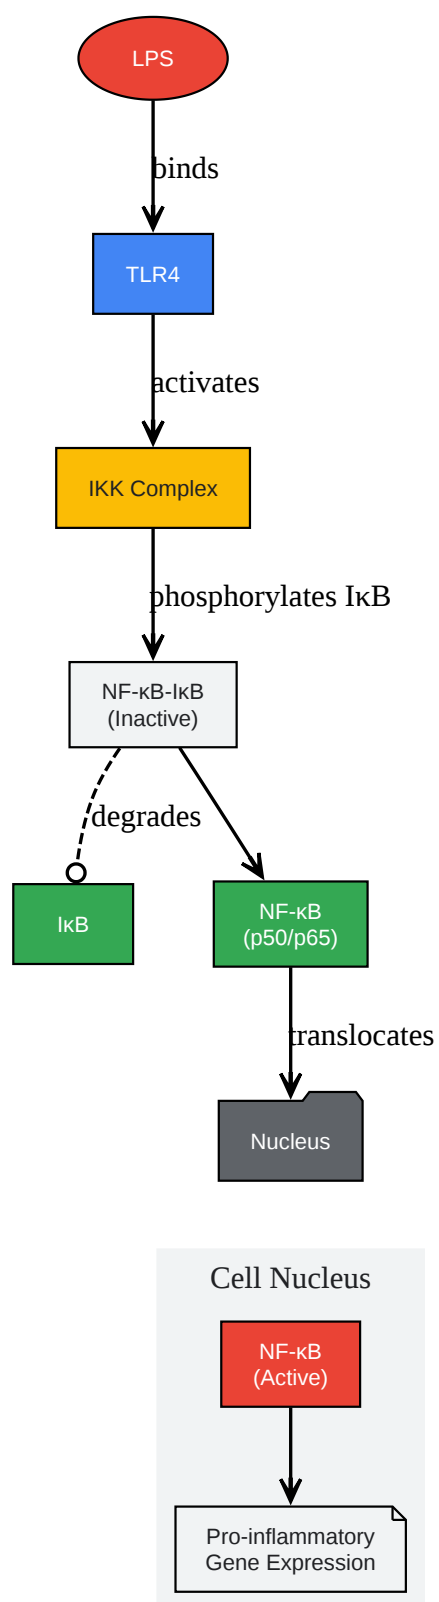 LPS
binds
TLR4
activates
IKK Complex
phosphorylates IκB
NF-κB-IκB
(Inactive)
degrades
IκB
NF-κB
(p50/p65)
translocates
Nucleus
Cell Nucleus
NF-κB
(Active)
Pro-inflammatory
Gene Expression